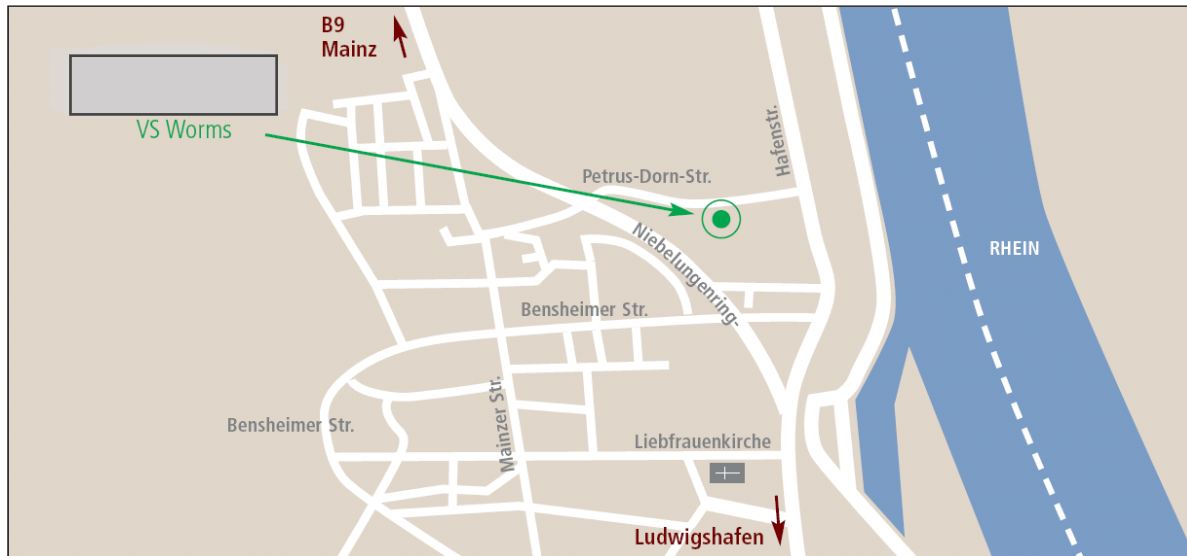 B9
Mainz
VS Worms
Hafenstr.
Petrus-Dorn-Str.
Niebelungenring-
RHEIN
Bensheimer Str.
Mainzer Str.
Bensheimer Str.
Liebfrauenkirche
Ludwigshafen